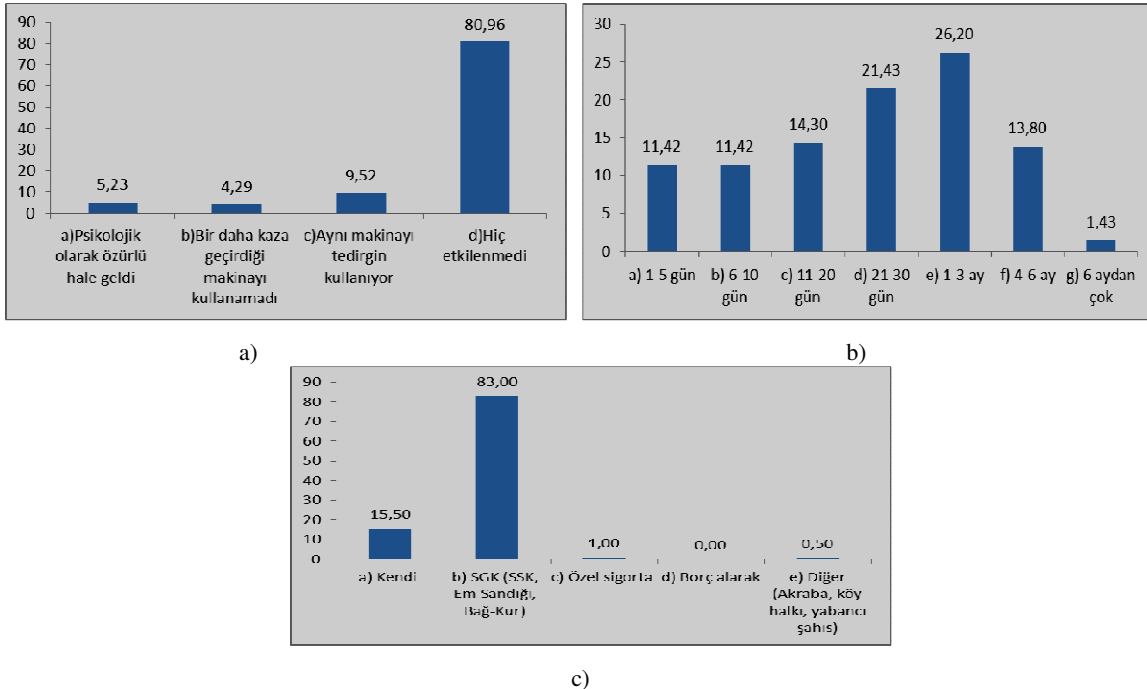 90
80
70
60
50
40
30
20
10
0
5,23
4,29
9,52
80,96
a)Psikolojik
olarak özürlü
hale geldi
b)Bir daha kaza
geçirdiği
makinayı
kullanamadı
c)Aynı makinayı
tedirgin
kullanıyor
d)Hiç
etkilenmedi
a)
30
25
20
15
10
5
0
11,42
11,42
14,30
21,43
26,20
13,80
1,43
a) 1 5 gün
b) 6 10
gün
c) 11 20
gün
d) 21 30
gün
e) 1 3 ay
f) 4 6 ay
g) 6 aydan
çok
b)
90
80
70
60
50
40
30
20
10
0
15,50
83,00
1,00
0,00
0,50
a) Kendi
b) SGK (SSK,
Em Sandığı,
Bağ-Kur)
c) Özel sigorta
d) Borç alarak
e) Diğer
(Akraba, köy
halkı, yabancı
şahıs)
c)